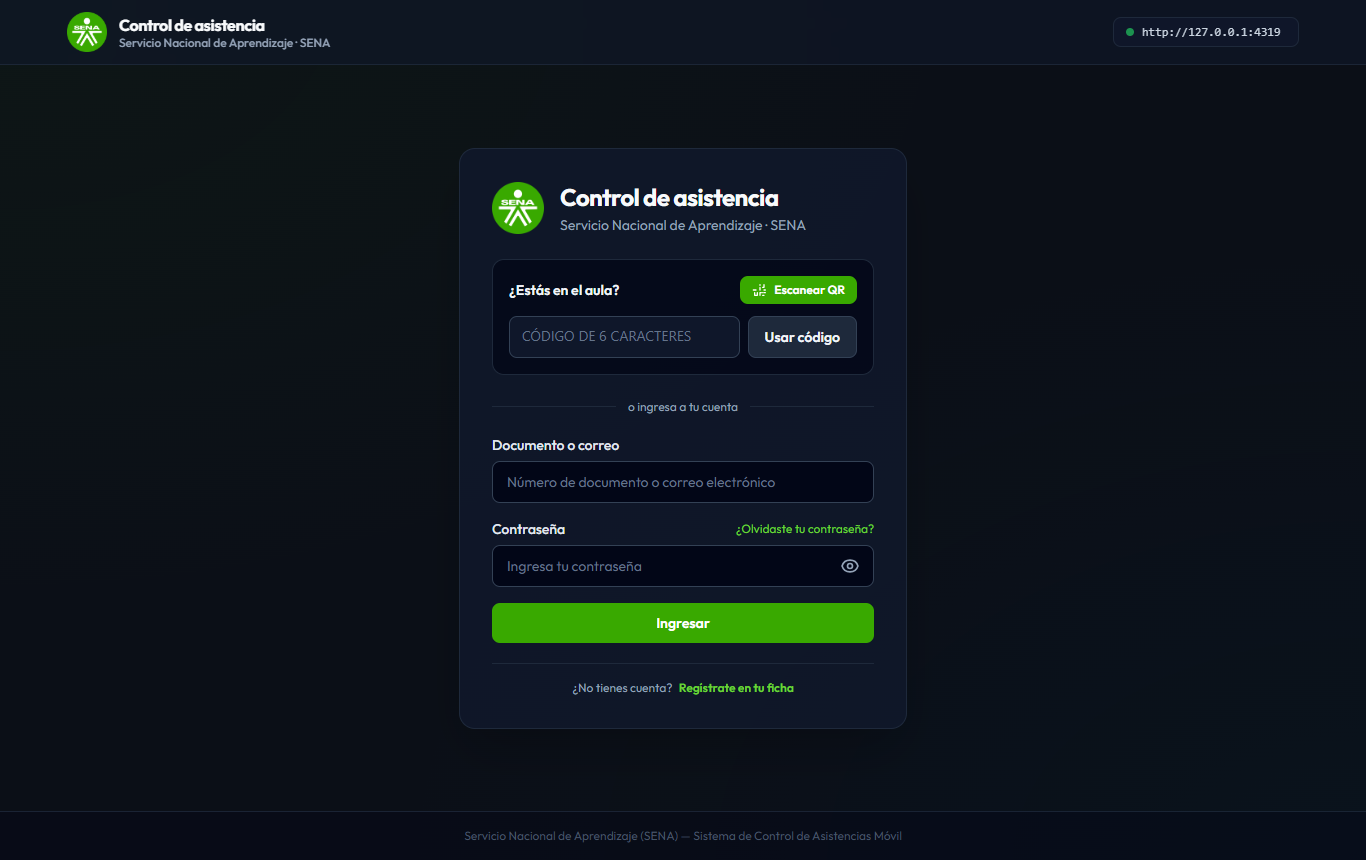 SENA
Control de asistencia
Servicio Nacional de Aprendizaje · SENA
http://127.0.0.1:4319
SENA
Control de asistencia
Servicio Nacional de Aprendizaje · SENA
¿Estás en el aula?
Escanear QR
CÓDIGO DE 6 CARACTERES
Usar código
o ingresa a tu cuenta
Documento o correo
Número de documento o correo electrónico
Contraseña
¿Olvidaste tu contraseña?
Ingresa tu contraseña
Ingresar
¿No tienes cuenta? Regístrate en tu ficha
Servicio Nacional de Aprendizaje (SENA) — Sistema de Control de Asistencias Móvil